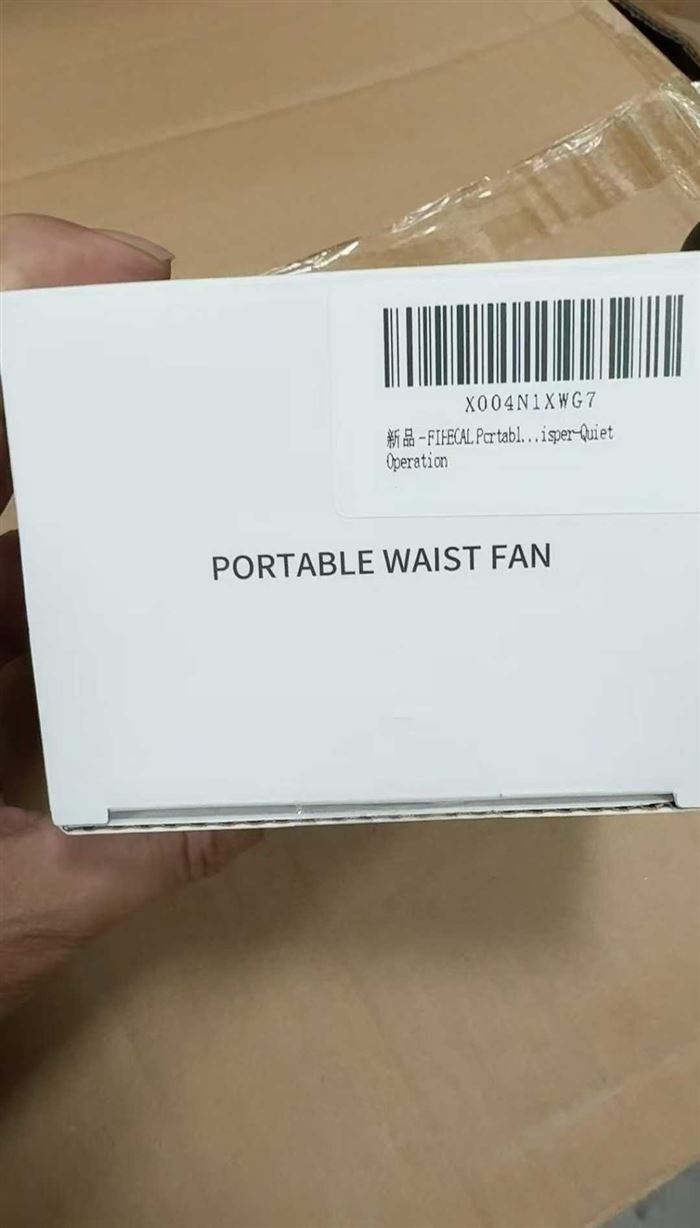 X004N1XWG7
新品-FIHECAL Portabl...isper-Quiet
Operation
PORTABLE WAIST FAN